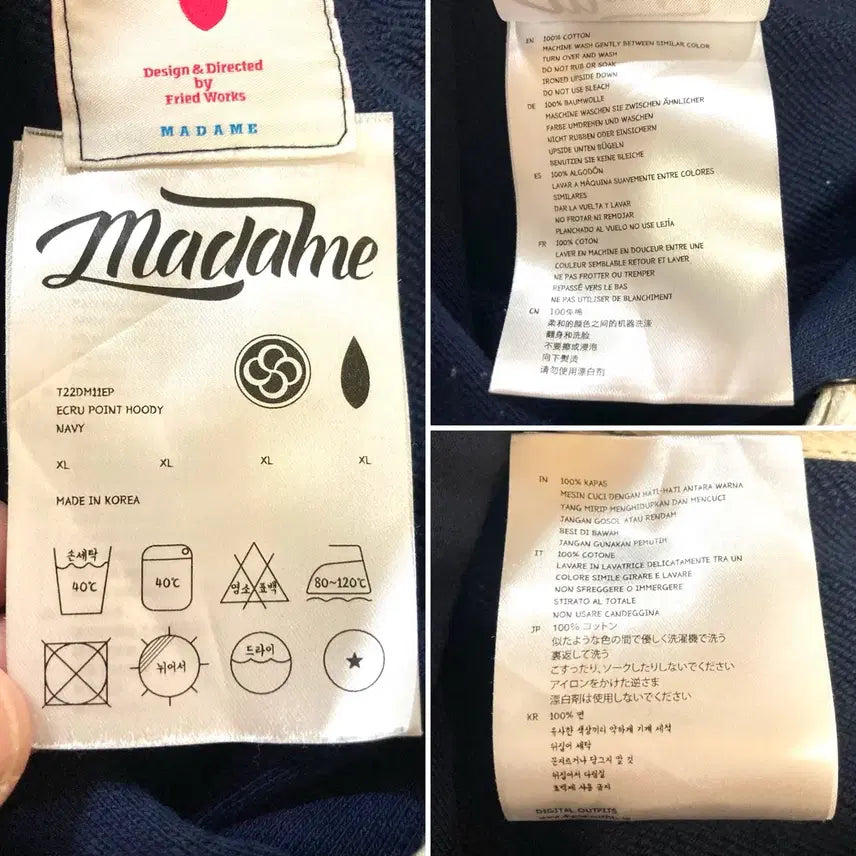 Design & Directed
by
Fried Works
MADAME
Madame
T22DM11EP
ECRU POINT HOODY
NAVY
XL XL XL XL
MADE IN KOREA
손세탁
40℃
40℃
염소표백
80~120℃
뉘어서
드라이
EN 100% COTTON
MACHINE WASH GENTLY BETWEEN SIMILAR COLOR
TURN OVER AND WASH
DO NOT RUB OR SOAK
IRONED UPSIDE DOWN
DO NOT USE BLEACH
DE 100% BAUMWOLLE
MASCHINE WASCHEN SIE ZWISCHEN ÄHNLICHER
FARBE UMDREHEN UND WASCHEN
NICHT RUBBEN ODER EINSICHERN
UPSIDE UNTEN BÜGELN
BENUTZEN SIE KEINE BLEICHE
ES 100% ALGODÓN
LAVAR A MÁQUINA SUAVEMENTE ENTRE COLORES
SIMILARES
DAR LA VUELTA Y LAVAR
NO FROTAR NI REMOJAR
PLANCHADO AL VUELO NO USE LEJÍA
FR 100% COTON
LAVER EN MACHINE EN DOUCEUR ENTRE UNE
COULEUR SEMBLABLE RETOUR ET LAVER
NE PAS FROTTER OU TREMPER
REPASSÉ VERS LE BAS
NE PAS UTILISER DE BLANCHIMENT
CN 100%棉
柔和的颜色之间的机器洗涤
翻身和洗脸
不要擦或浸泡
向下熨烫
请勿使用漂白剂
IN 100% KAPAS
MESIN CUCI DENGAN HATI-HATI ANTARA WARNA
YANG MIRIP MENGHIDUPKAN DAN MENCUCI
JANGAN GOSOL ATAU RENDAM
BESI DI BAWAH
JANGAN GUNAKAN PEMUTIH
IT 100% COTONE
LAVARE IN LAVATRICE DELICATAMENTE TRA UN
COLORE SIMILE GIRARE E LAVARE
NON SFREGGERE O IMMERGERE
STIRATO AL TOTALE
NON USARE CANDEGGINA
JP 100% コットン
似たような色の間で優しく洗濯機で洗う
裏返して洗う
こすったり、ソークしたりしないでください
アイロンをかけた逆さま
漂白剤は使用しないでください
KR 100% 면
유사한 색상끼리 약하게 기계 세척
뒤집어 세탁
문지르거나 담그지 말 것
뒤집어서 다림질
표백제 사용 금지
DIGITAL OUTFITS